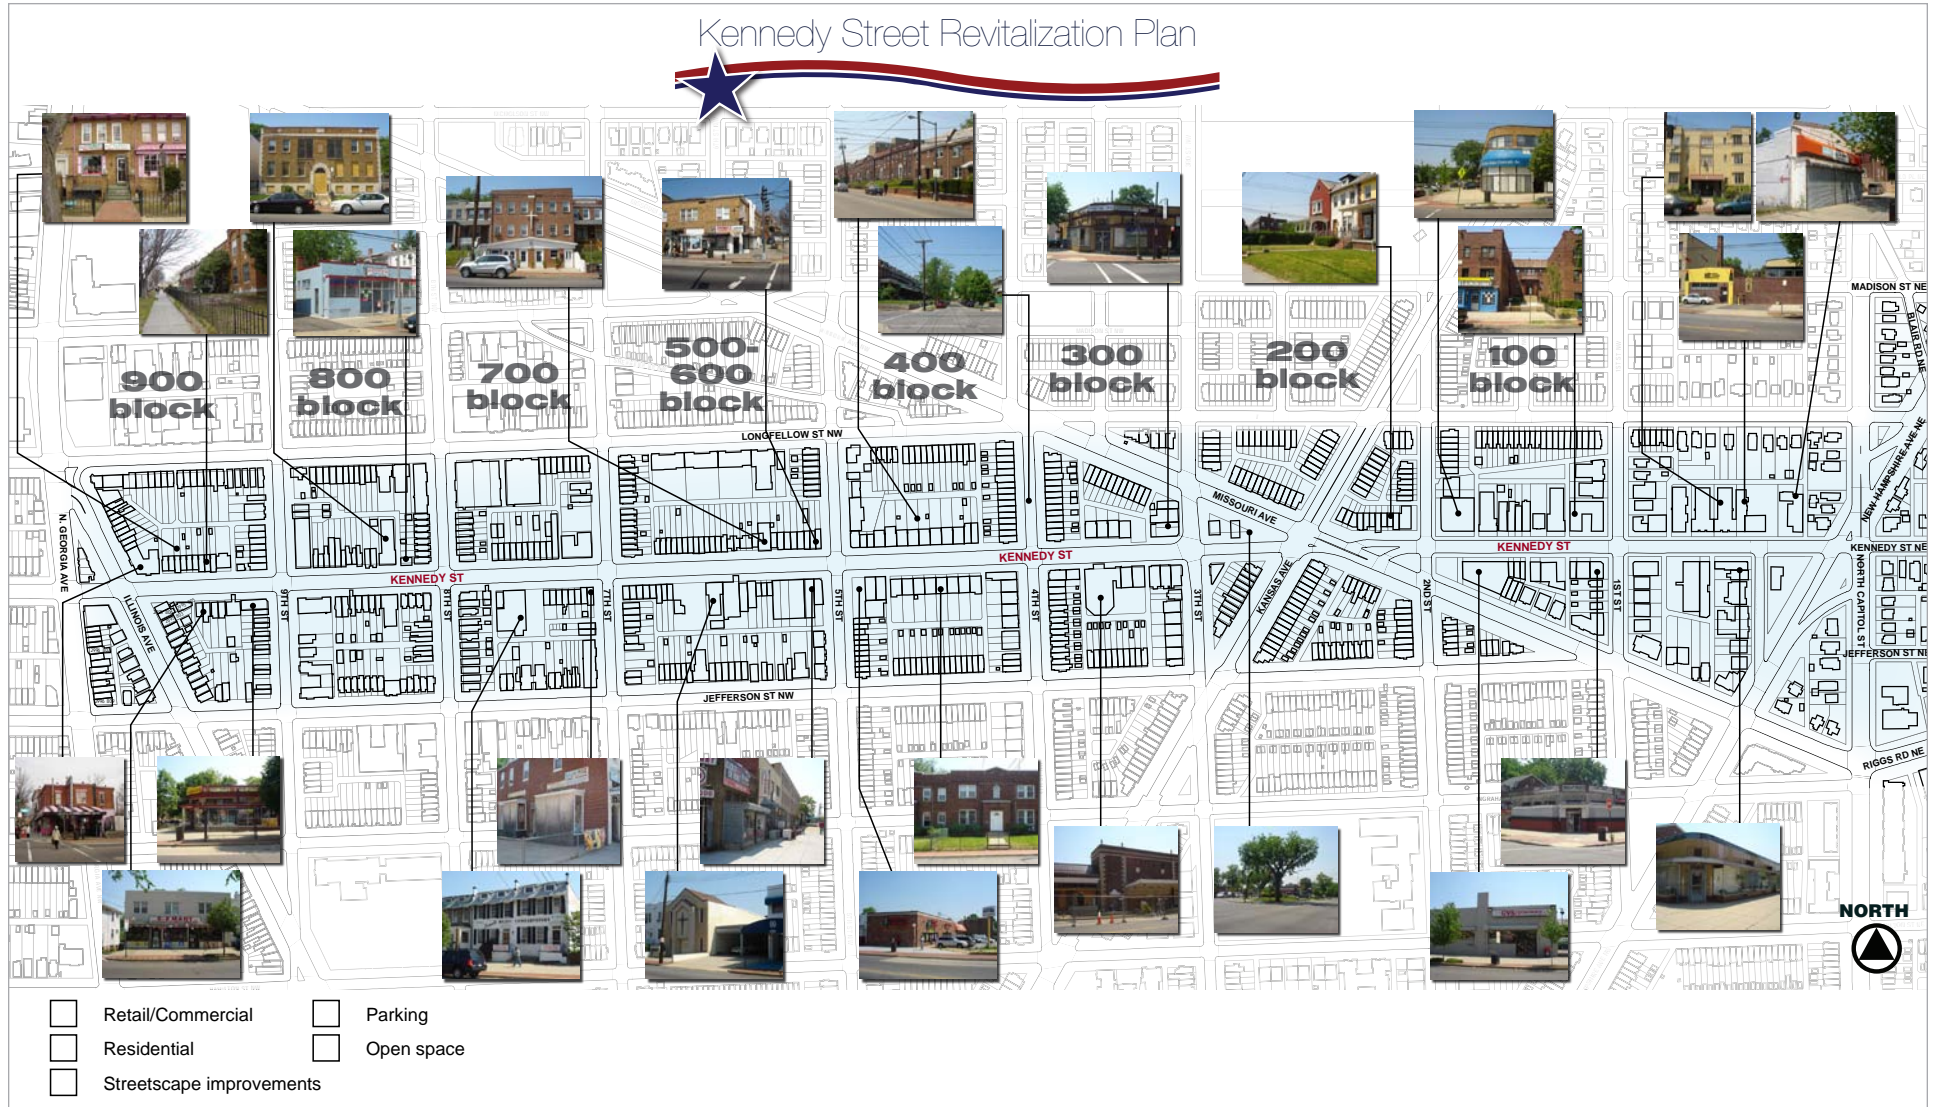 Kennedy Street Revitalization Plan
MADISON ST NE
BLAIR RD NE
900
block
800
block
700
block
500-
600
block
400
block
300
block
200
block
100
block
LONGFELLOW ST NW
N. GEORGIA AVE
MISSOURI AVE
NEW HAMPSHIRE AVE NE
KENNEDY ST
KENNEDY ST
KENNEDY ST
KENNEDY ST NE
ILLINOIS AVE
9TH ST
8TH ST
7TH ST
5TH ST
4TH ST
3TH ST
KANSAS AVE
2ND ST
1ST ST
NORTH CAPITOL ST
JEFFERSON ST NE
JEFFERSON ST NW
RIGGS RD NE
NORTH
Retail/Commercial
Parking
Residential
Open space
Streetscape improvements